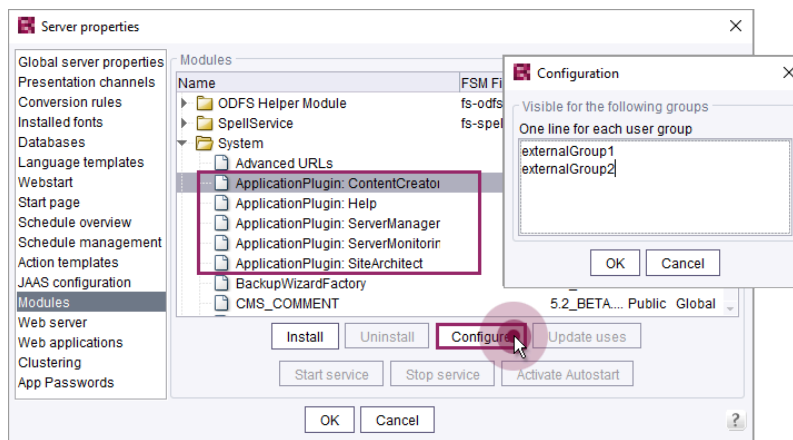 Server properties
Global server properties
Presentation channels
Conversion rules
Installed fonts
Databases
Language templates
Webstart
Start page
Schedule overview
Schedule management
Action templates
JAAS configuration
Modules
Web server
Web applications
Clustering
App Passwords
Modules
Name FSM Fi
ODFS Helper Module fs-odfs
SpellService fs-spel
System
Advanced URLs
ApplicationPlugin: ContentCreator
ApplicationPlugin: Help
ApplicationPlugin: ServerManager
ApplicationPlugin: ServerMonitorin
ApplicationPlugin: SiteArchitect
BackupWizardFactory
CMS_COMMENT 5.2_BETA.... Public Global
Install Uninstall Configure Update uses
Start service Stop service Activate Autostart
OK Cancel ?
Configuration
Visible for the following groups
One line for each user group
externalGroup1
externalGroup2
OK Cancel